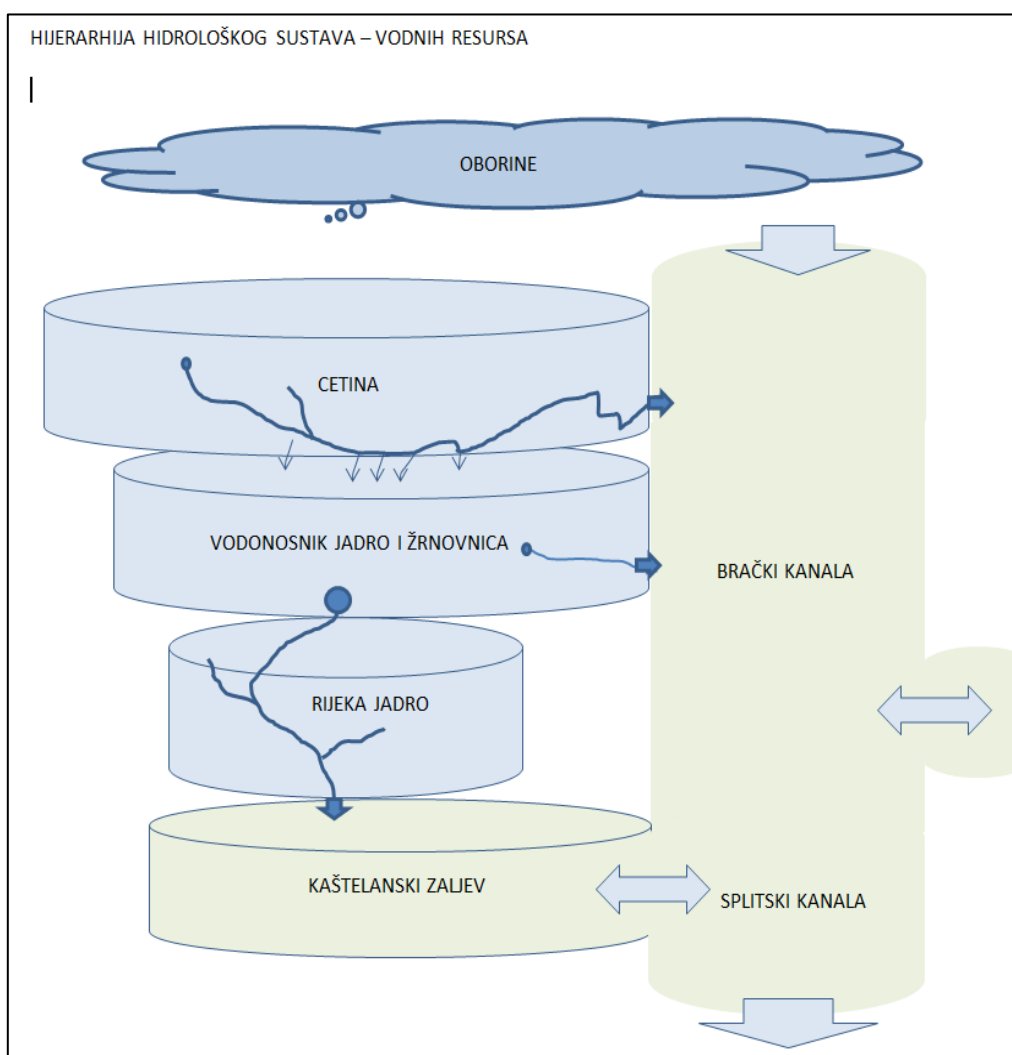 HIJERARHIJA HIDROLOŠKOG SUSTAVA – VODNIH RESURSA
OBORINE
CETINA
VODONOSNIK JADRO I ŽRNOVNICA
BRAČKI KANALA
RIJEKA JADRO
KAŠTELANSKI ZALJEV
SPLITSKI KANALA